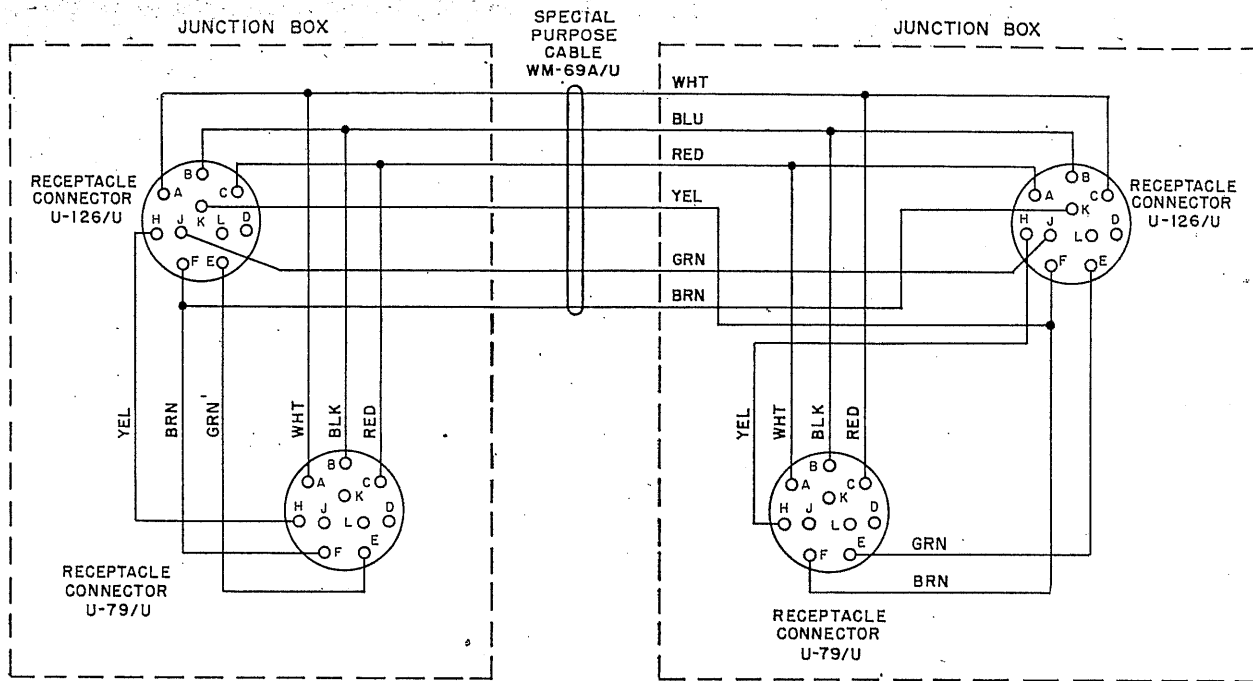 JUNCTION BOX
SPECIAL
PURPOSE
CABLE
WM-69A/U
JUNCTION BOX
WHT
BLU
RED
YEL
GRN
BRN
RECEPTACLE
CONNECTOR
U-126/U
A
B
C
K
L
D
H
J
F
E
RECEPTACLE
CONNECTOR
U-126/U
A
B
C
K
H
J
L
D
F
E
YEL
BRN
GRN'
WHT
BLK
RED
YEL
WHT
BLK
RED
B
A
C
K
H
J
L
D
F
E
RECEPTACLE
CONNECTOR
U-79/U
B
A
C
K
H
J
L
D
F
E
GRN
BRN
RECEPTACLE
CONNECTOR
U-79/U